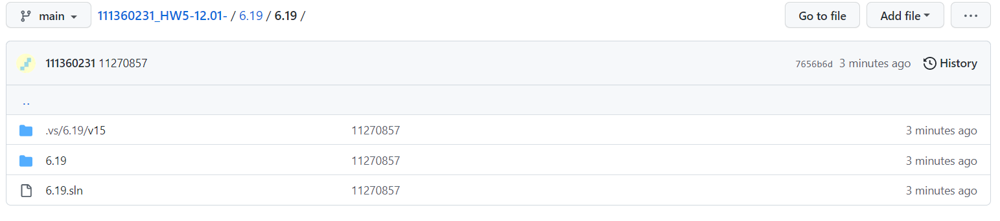 main 111360231_HW5-12.01- / 6.19 / 6.19 / Go to file Add file ...
111360231 11270857 7656b6d 3 minutes ago History
..
.vs/6.19/v15 11270857 3 minutes ago
6.19 11270857 3 minutes ago
6.19.sln 11270857 3 minutes ago